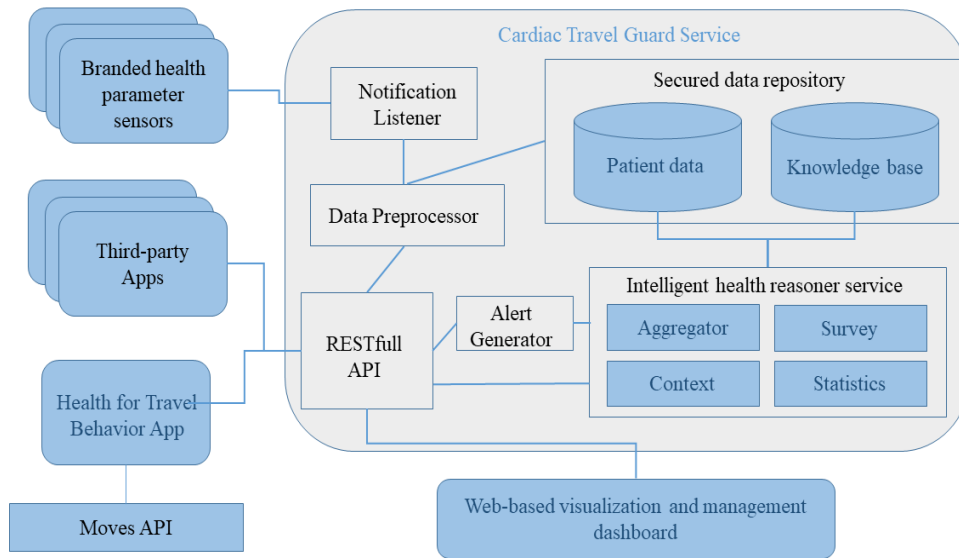 Cardiac Travel Guard Service
Branded health
parameter
sensors
Notification
Listener
Secured data repository
Patient data
Knowledge base
Data Preprocessor
Third-party
Apps
Intelligent health reasoner service
Aggregator
Survey
Context
Statistics
Alert
Generator
RESTfull
API
Health for Travel
Behavior App
Moves API
Web-based visualization and management
dashboard